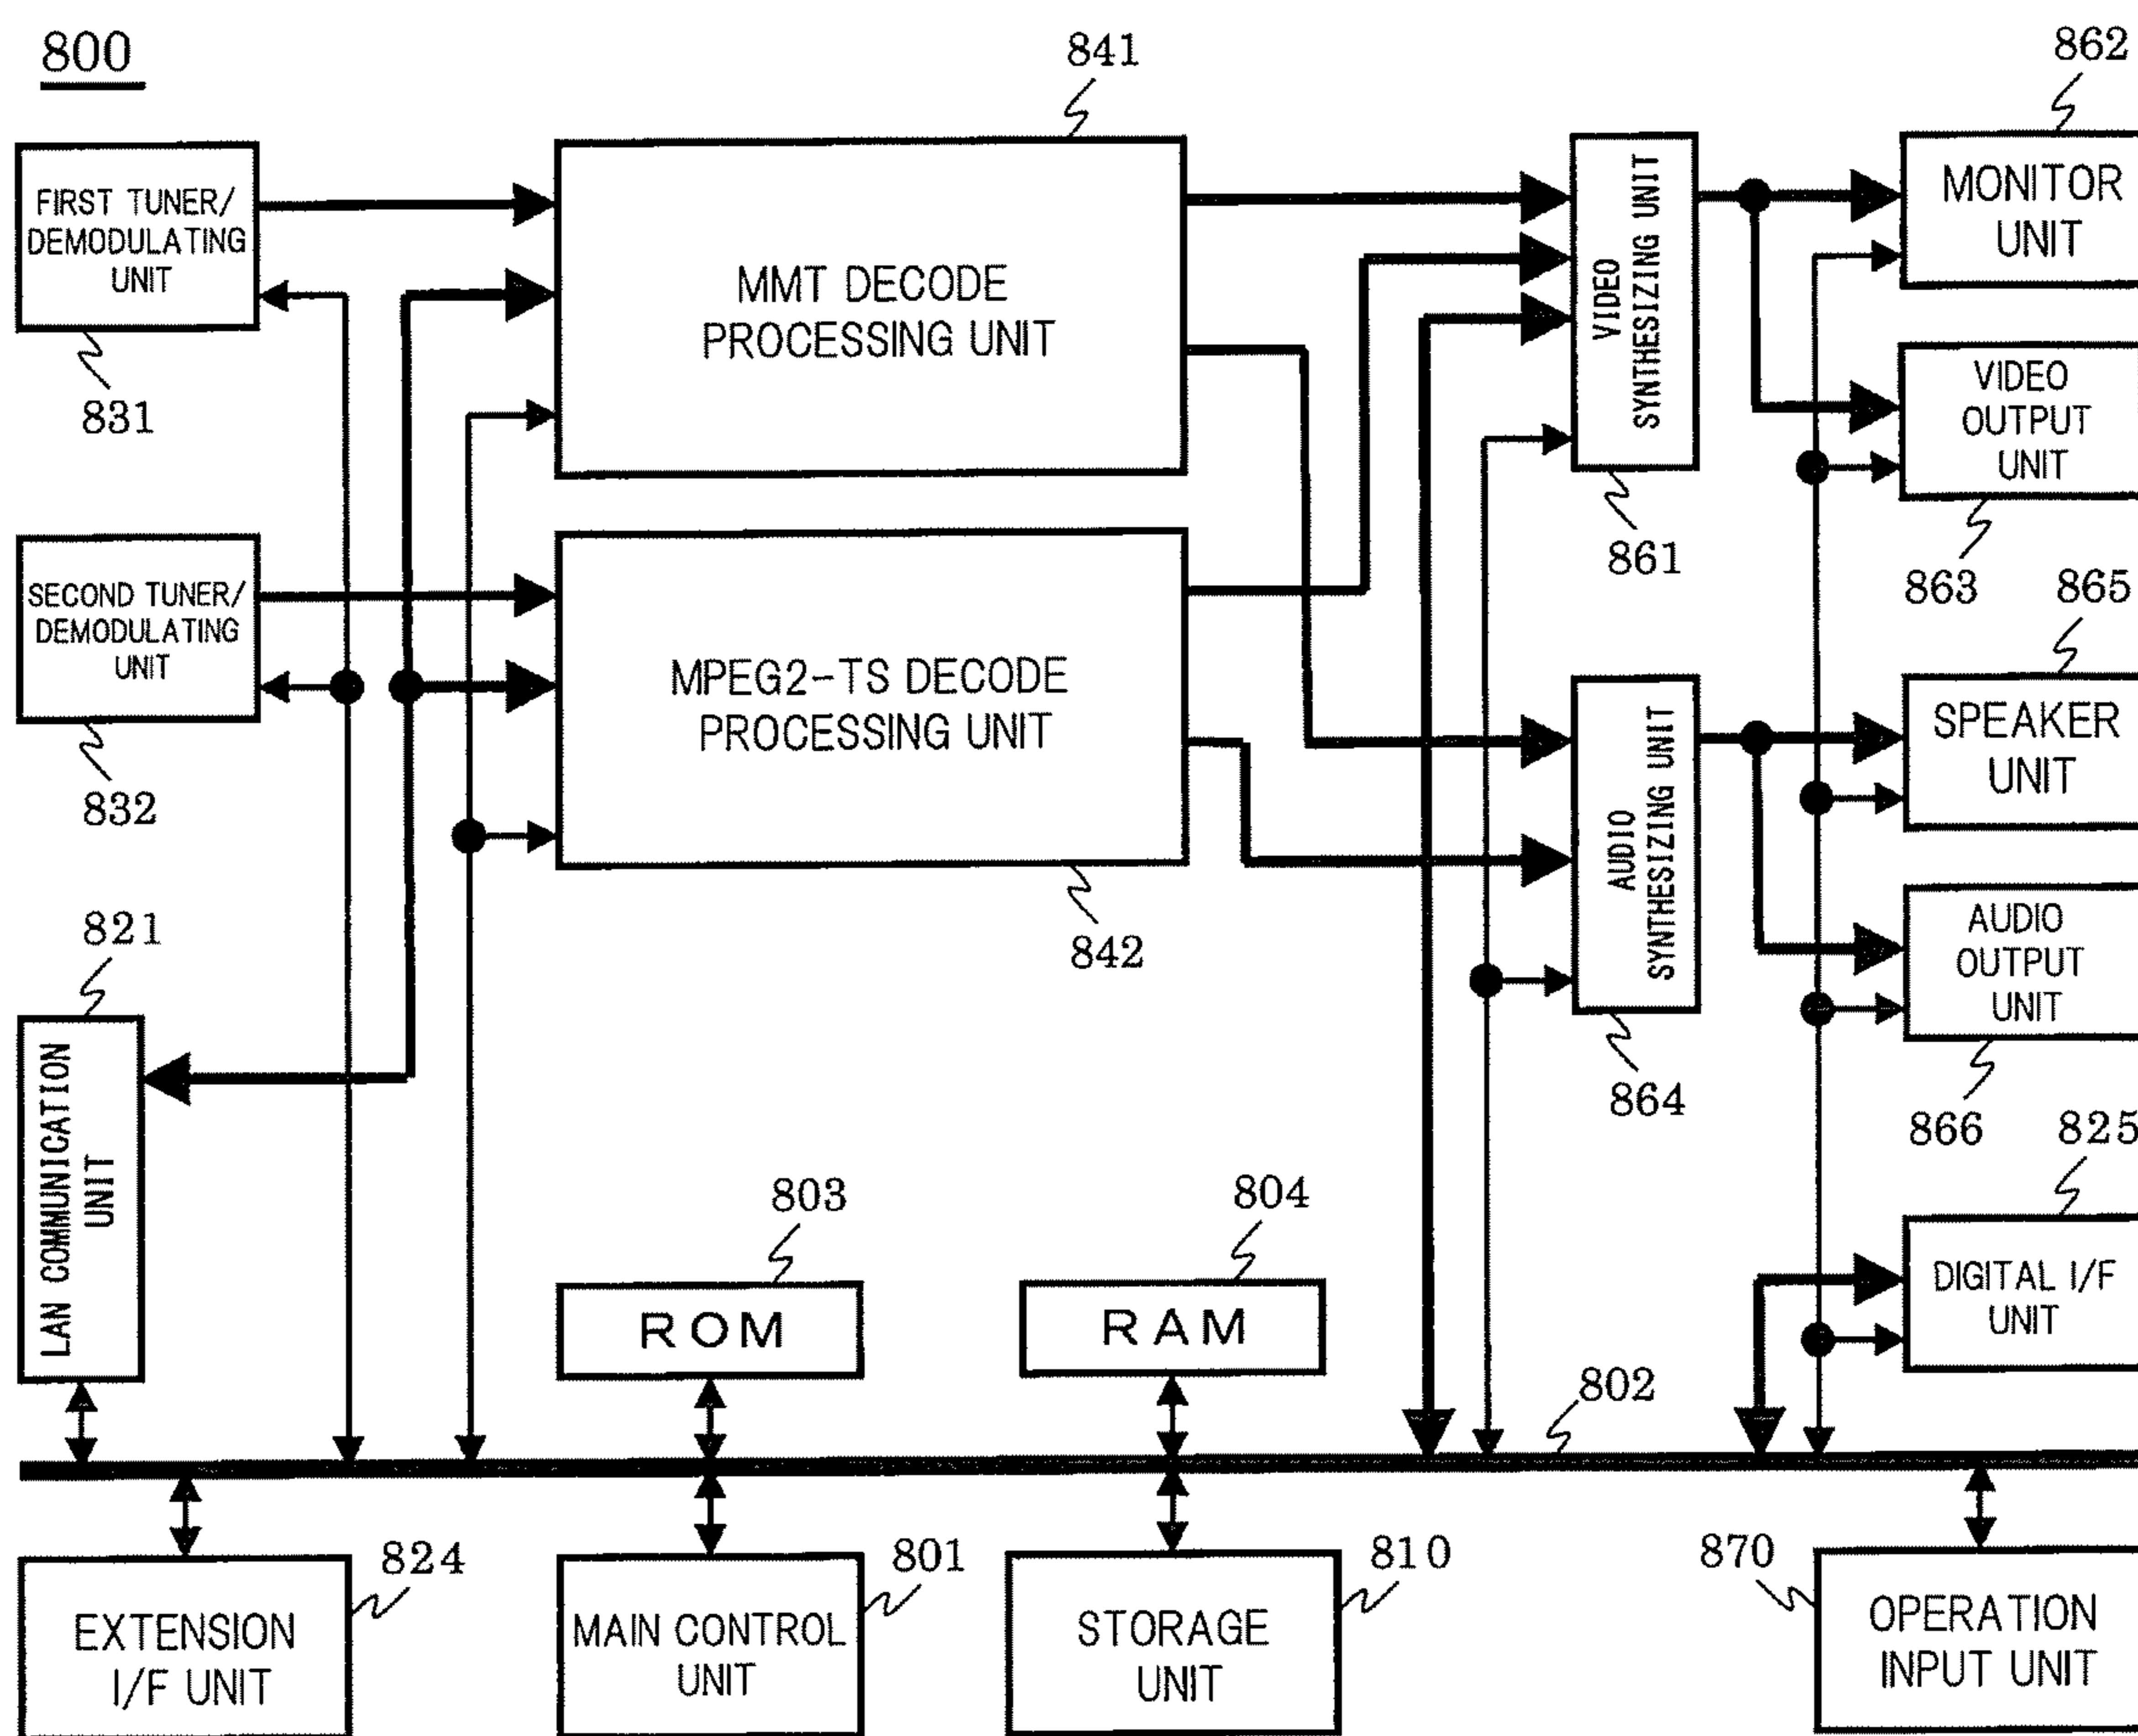 800
841
862
FIRST TUNER/
DEMODULATING
UNIT
831
MMT DECODE
PROCESSING UNIT
VIDEO
SYNTHESIZING UNIT
861
MONITOR
UNIT
VIDEO
OUTPUT
UNIT
863
SECOND TUNER/
DEMODULATING
UNIT
832
MPEG2-TS DECODE
PROCESSING UNIT
842
AUDIO
SYNTHESIZING UNIT
864
865
SPEAKER
UNIT
AUDIO
OUTPUT
UNIT
866
821
LAN COMMUNICATION
UNIT
803
ROM
804
RAM
825
DIGITAL I/F
UNIT
802
824
EXTENSION
I/F UNIT
801
MAIN CONTROL
UNIT
810
STORAGE
UNIT
870
OPERATION
INPUT UNIT